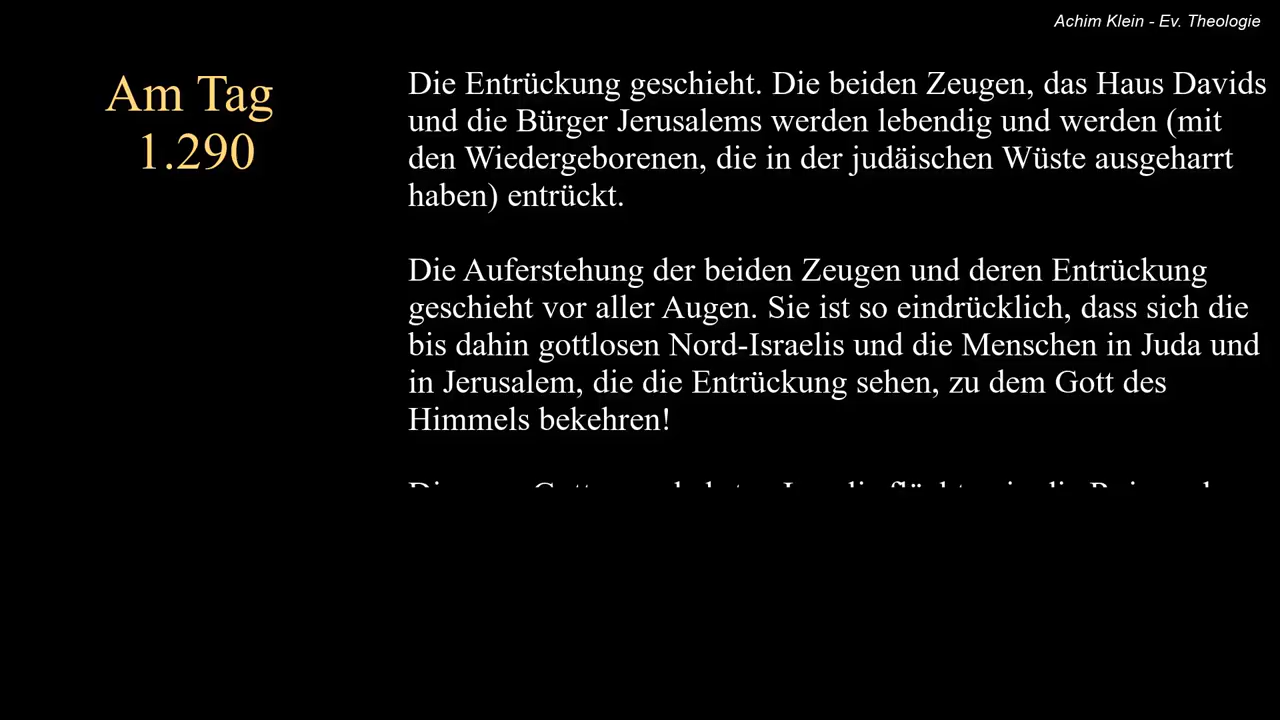 Achim Klein - Ev. Theologie
Am Tag
1.290
Die Entrückung geschieht. Die beiden Zeugen, das Haus Davids
und die Bürger Jerusalems werden lebendig und werden (mit
den Wiedergeborenen, die in der judäischen Wüste ausgeharrt
haben) entrückt.
Die Auferstehung der beiden Zeugen und deren Entrückung
geschieht vor aller Augen. Sie ist so eindrücklich, dass sich die
bis dahin gottlosen Nord-Israelis und die Menschen in Juda und
in Jerusalem, die die Entrückung sehen, zu dem Gott des
Himmels bekehren!